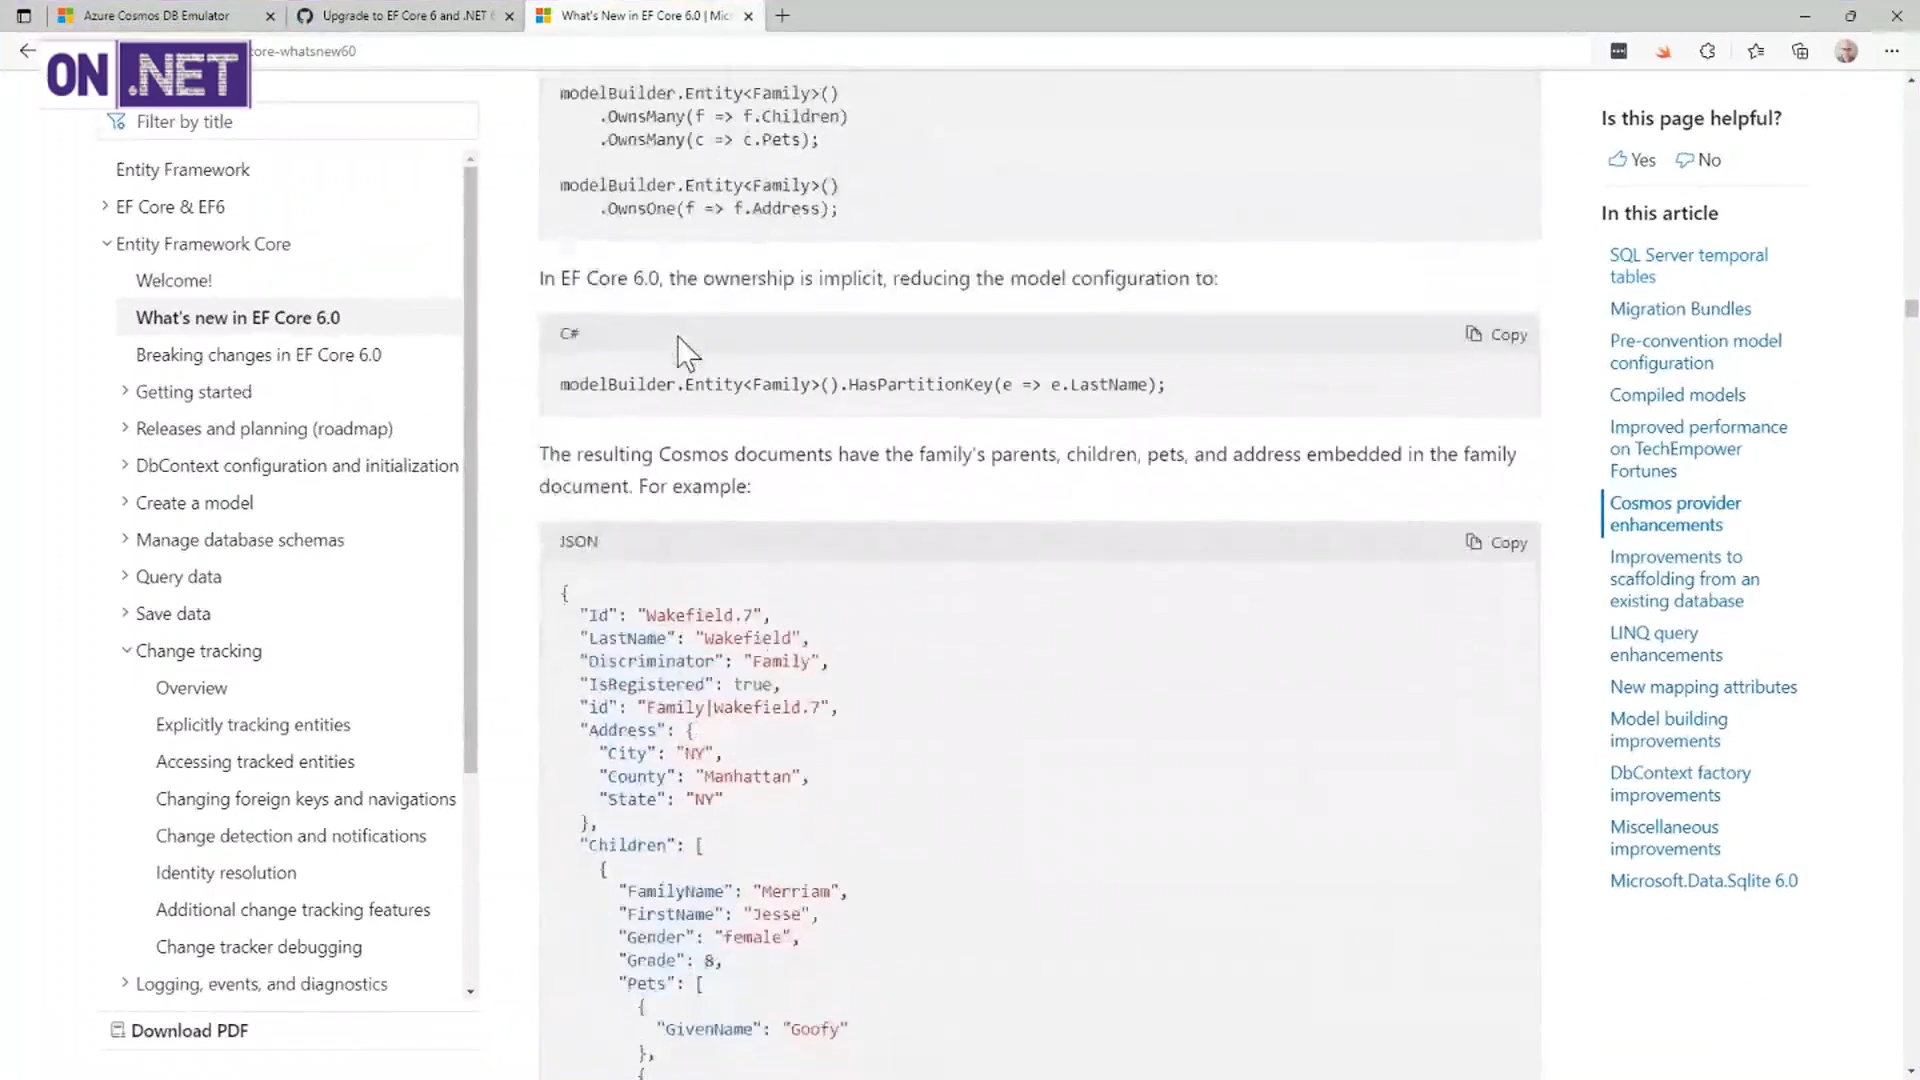 Azure Cosmos DB Emulator
Upgrade to EF Core 6 and .NET 6
What's New in EF Core 6.0 | Mic
core-whatsnew60
ON .NET
Filter by title
Entity Framework
EF Core & EF6
Entity Framework Core
Welcome!
What's new in EF Core 6.0
Breaking changes in EF Core 6.0
Getting started
Releases and planning (roadmap)
DbContext configuration and initialization
Create a model
Manage database schemas
Query data
Save data
Change tracking
Overview
Explicitly tracking entities
Accessing tracked entities
Changing foreign keys and navigations
Change detection and notifications
Identity resolution
Additional change tracking features
Change tracker debugging
Logging, events, and diagnostics
Download PDF
modelBuilder.Entity<Family>()
.OwnsMany(f => f.Children)
.OwnsMany(c => c.Pets);
modelBuilder.Entity<Family>()
.OwnsOne(f => f.Address);
In EF Core 6.0, the ownership is implicit, reducing the model configuration to:
C#
Copy
modelBuilder.Entity<Family>().HasPartitionKey(e => e.LastName);
The resulting Cosmos documents have the family's parents, children, pets, and address embedded in the family
document. For example:
JSON
Copy
{
"Id": "Wakefield.7",
"LastName": "Wakefield",
"Discriminator": "Family",
"IsRegistered": true,
"id": "Family|Wakefield.7",
"Address": {
"City": "NY",
"County": "Manhattan",
"State": "NY"
},
"Children": [
{
"FamilyName": "Merriam",
"FirstName": "Jesse",
"Gender": "female",
"Grade": 8,
"Pets": [
{
"GivenName": "Goofy"
},
{
Is this page helpful?
Yes No
In this article
SQL Server temporal
tables
Migration Bundles
Pre-convention model
configuration
Compiled models
Improved performance
on TechEmpower
Fortunes
Cosmos provider
enhancements
Improvements to
scaffolding from an
existing database
LINQ query
enhancements
New mapping attributes
Model building
improvements
DbContext factory
improvements
Miscellaneous
improvements
Microsoft.Data.Sqlite 6.0